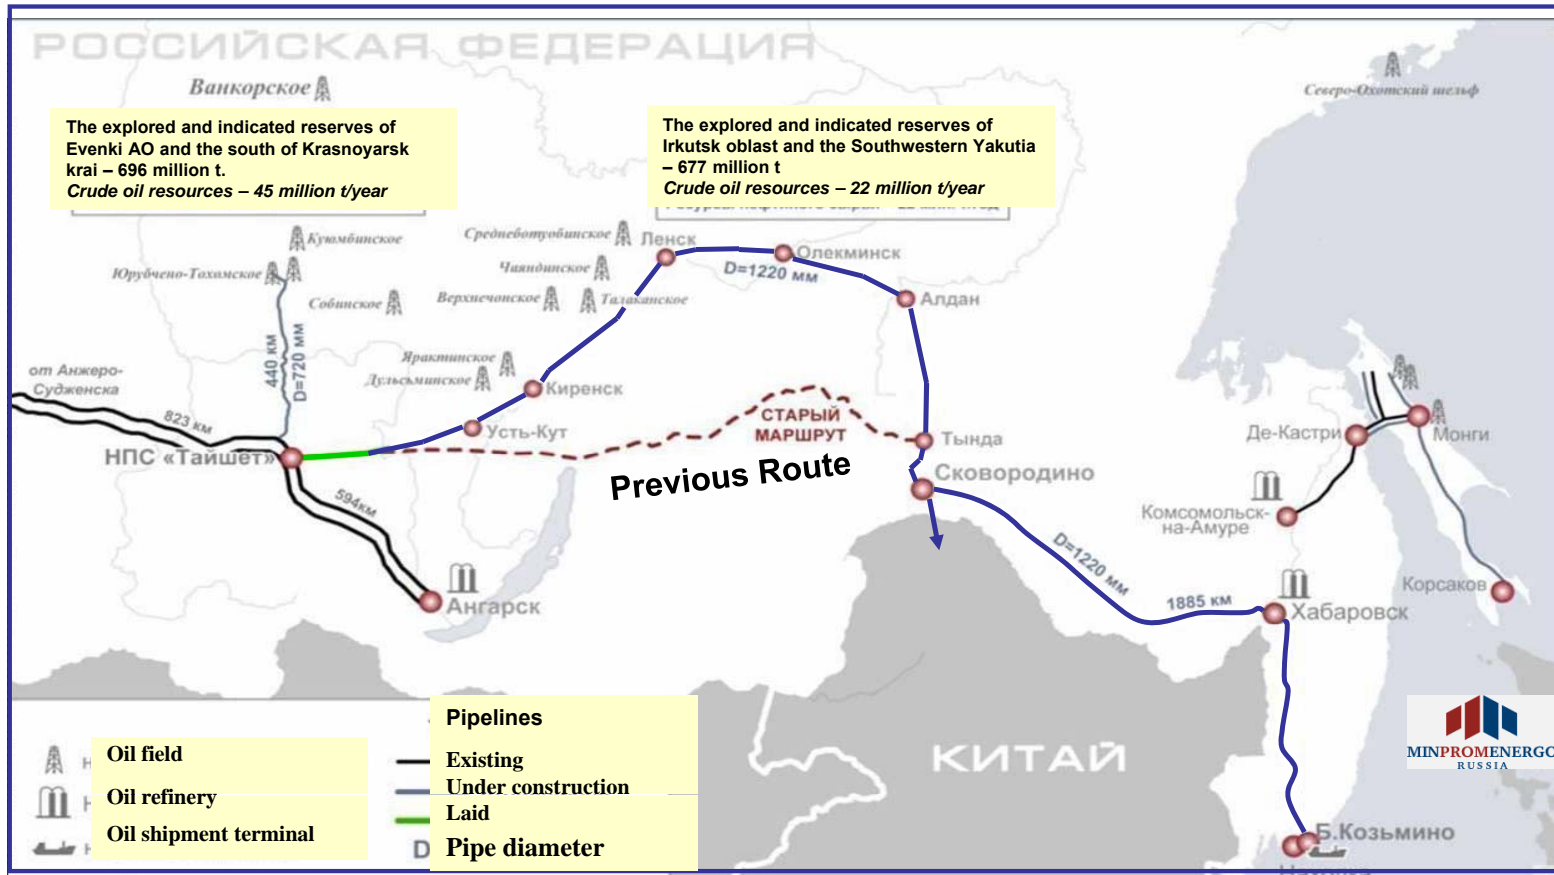 РОССИЙСКАЯ ФЕДЕРАЦИЯ
Ванкорское
Северо-Охотский шельф
The explored and indicated reserves of
Evenki AO and the south of Krasnoyarsk
krai – 696 million t.
Crude oil resources – 45 million t/year
The explored and indicated reserves of
Irkutsk oblast and the Southwestern Yakutia
– 677 million t
Crude oil resources – 22 million t/year
Куюмбинское
Среднеботуобинское
Ленск
Олекминск
Юрубчено-Тохомское
Чаяндинское
D=1220 мм
Собинское
Верхнечонское
Талаканское
Алдан
440 км
D=720 мм
Ярактинское
Дульсьминское
Киренск
от Анжеро-
Судженска
823 км
Усть-Кут
СТАРЫЙ
МАРШРУТ
Тында
Де-Кастри
Монги
НПС «Тайшет»
Previous Route
Сковородино
594км
Комсомольск-
на-Амуре
D=1220 мм
1885 км
Ангарск
Хабаровск
Корсаков
КИТАЙ
MINPROMENERGO
RUSSIA
Б.Козьмино
Oil field
Oil refinery
Oil shipment terminal
Pipelines
Existing
Under construction
Laid
D
Pipe diameter